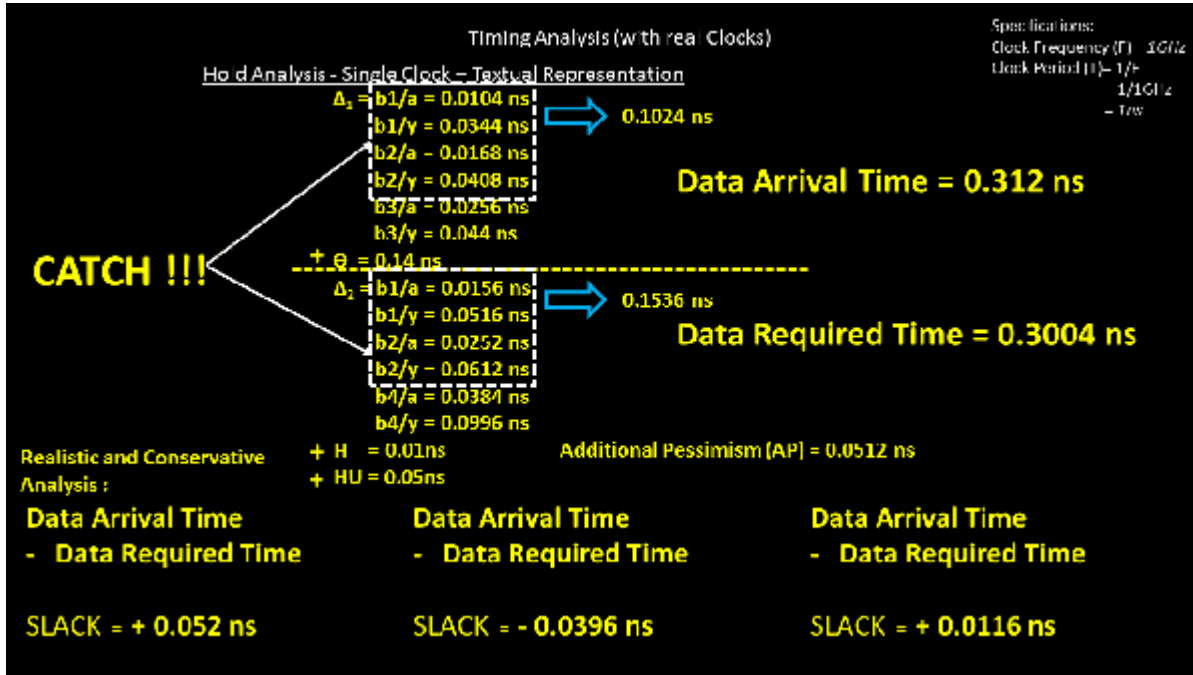 Timing Analysis (with real Clocks)
Specifications:
Clock Frequency (F) 1GHz
Clock Period (T)= 1/F
1/1GHz
Hold Analysis - Single Clock – Textual Representation
Δ₁ = b1/a = 0.0104 ns
b1/y = 0.0344 ns
b2/a = 0.0168 ns
b2/y = 0.0408 ns
b3/a = 0.0256 ns
b3/y = 0.044 ns
+ Θ = 0.14 ns
0.1024 ns
Data Arrival Time = 0.312 ns
CATCH !!!
Δ₂ = b1/a = 0.0156 ns
b1/y = 0.0516 ns
b2/a = 0.0252 ns
b2/y = 0.0612 ns
b4/a = 0.0384 ns
b4/y = 0.0996 ns
+ H = 0.01ns
+ HU = 0.05ns
0.1536 ns
Data Required Time = 0.3004 ns
Additional Pessimism (AP) = 0.0512 ns
Realistic and Conservative
Analysis :
Data Arrival Time
- Data Required Time
SLACK = + 0.052 ns
Data Arrival Time
- Data Required Time
SLACK = - 0.0396 ns
Data Arrival Time
- Data Required Time
SLACK = + 0.0116 ns